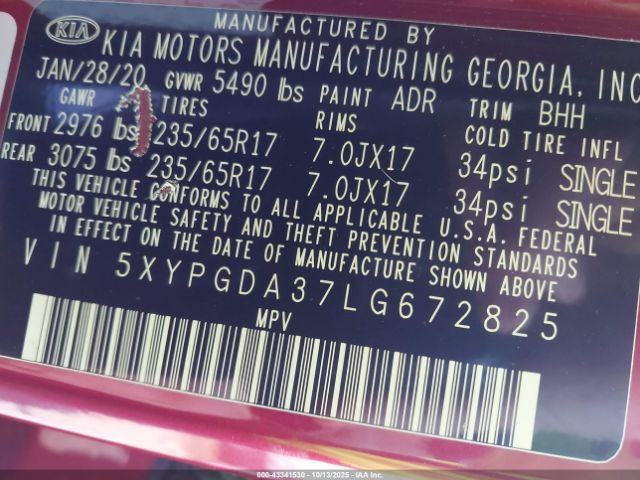 MANUFACTURED BY
KIA KIA MOTORS MANUFACTURING GEORGIA, INC
JAN/28/20 GVWR 5490 lbs PAINT ADR TRIM BHH
GAWR TIRES RIMS COLD TIRE INFL
FRONT 2976 lbs 235/65R17 7.0JX17 34psi SINGLE
REAR 3075 lbs 235/65R17 7.0JX17 34psi SINGLE
THIS VEHICLE CONFORMS TO ALL APPLICABLE U.S.A. FEDERAL
MOTOR VEHICLE SAFETY AND THEFT PREVENTION STANDARDS
IN EFFECT ON THE DATE OF MANUFACTURE SHOWN ABOVE
VIN 5XYPGDA37LG672825
MPV
000-43341530 - 10/13/2025 - IAA Inc.